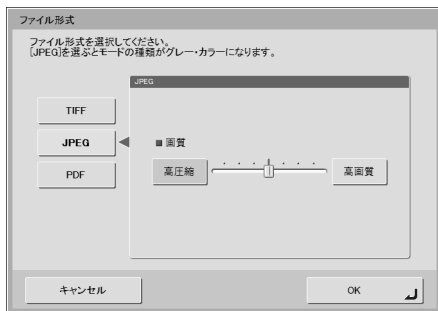 ファイル形式
ファイル形式を選択してください。
[JPEG]を選ぶとモードの種類がグレー・カラーになります。
JPEG
TIFF
JPEG
PDF
■ 画質
高圧縮
高画質
キャンセル
OK